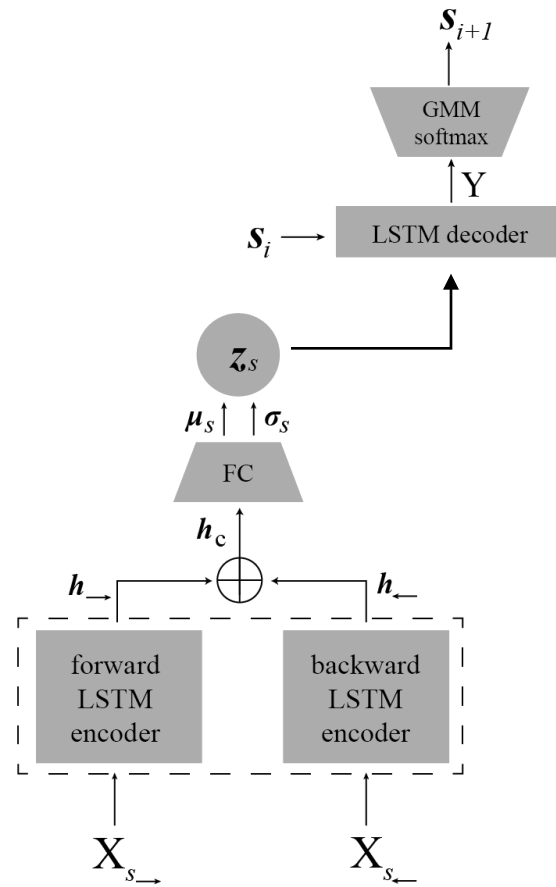 s_{i+1}
GMM
softmax
Y
s_i
LSTM decoder
z_s
μ_s σ_s
FC
h_c
h_→ h_←
forward backward
LSTM LSTM
encoder encoder
X_{s→} X_{s←}